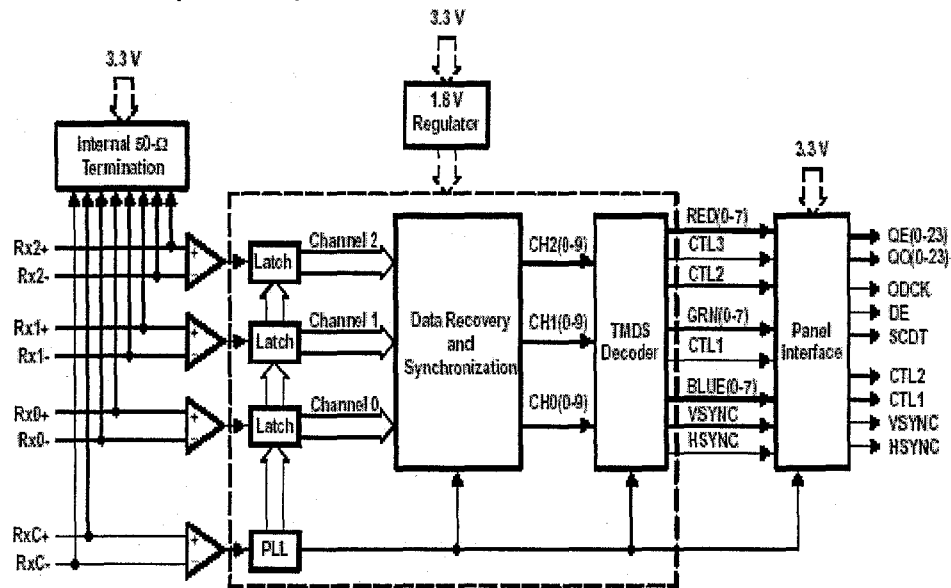 3.3 V
3.3 V
1.8 V
Regulator
Internal 50-Ω
Termination
3.3 V
Rx2+
Rx2-
Rx1+
Rx1-
Rx0+
Rx0-
RxC+
RxC-
+
-
+
-
+
-
+
-
Latch
Latch
Latch
PLL
Channel 2
Channel 1
Channel 0
Data Recovery
and
Synchronization
CH2(0-9)
CH1(0-9)
CH0(0-9)
TMDS
Decoder
RED(0-7)
CTL3
CTL2
GRN(0-7)
CTL1
BLUE(0-7)
VSYNC
HSYNC
Panel
Interface
QE(0-23)
QO(0-23)
ODCK
DE
SCDT
CTL2
CTL1
VSYNC
HSYNC